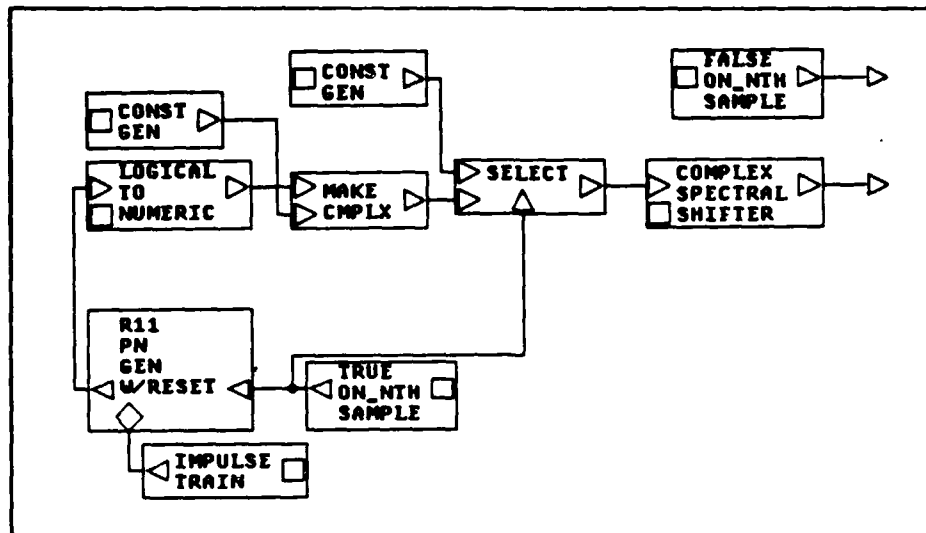 CONST
GEN
FALSE
ON_NTH
SAMPLE
CONST
GEN
LOGICAL
TO
NUMERIC
MAKE
CMPLX
SELECT
COMPLEX
SPECTRAL
SHIFTER
R11
PN
GEN
W/RESET
TRUE
ON_NTH
SAMPLE
IMPULSE
TRAIN